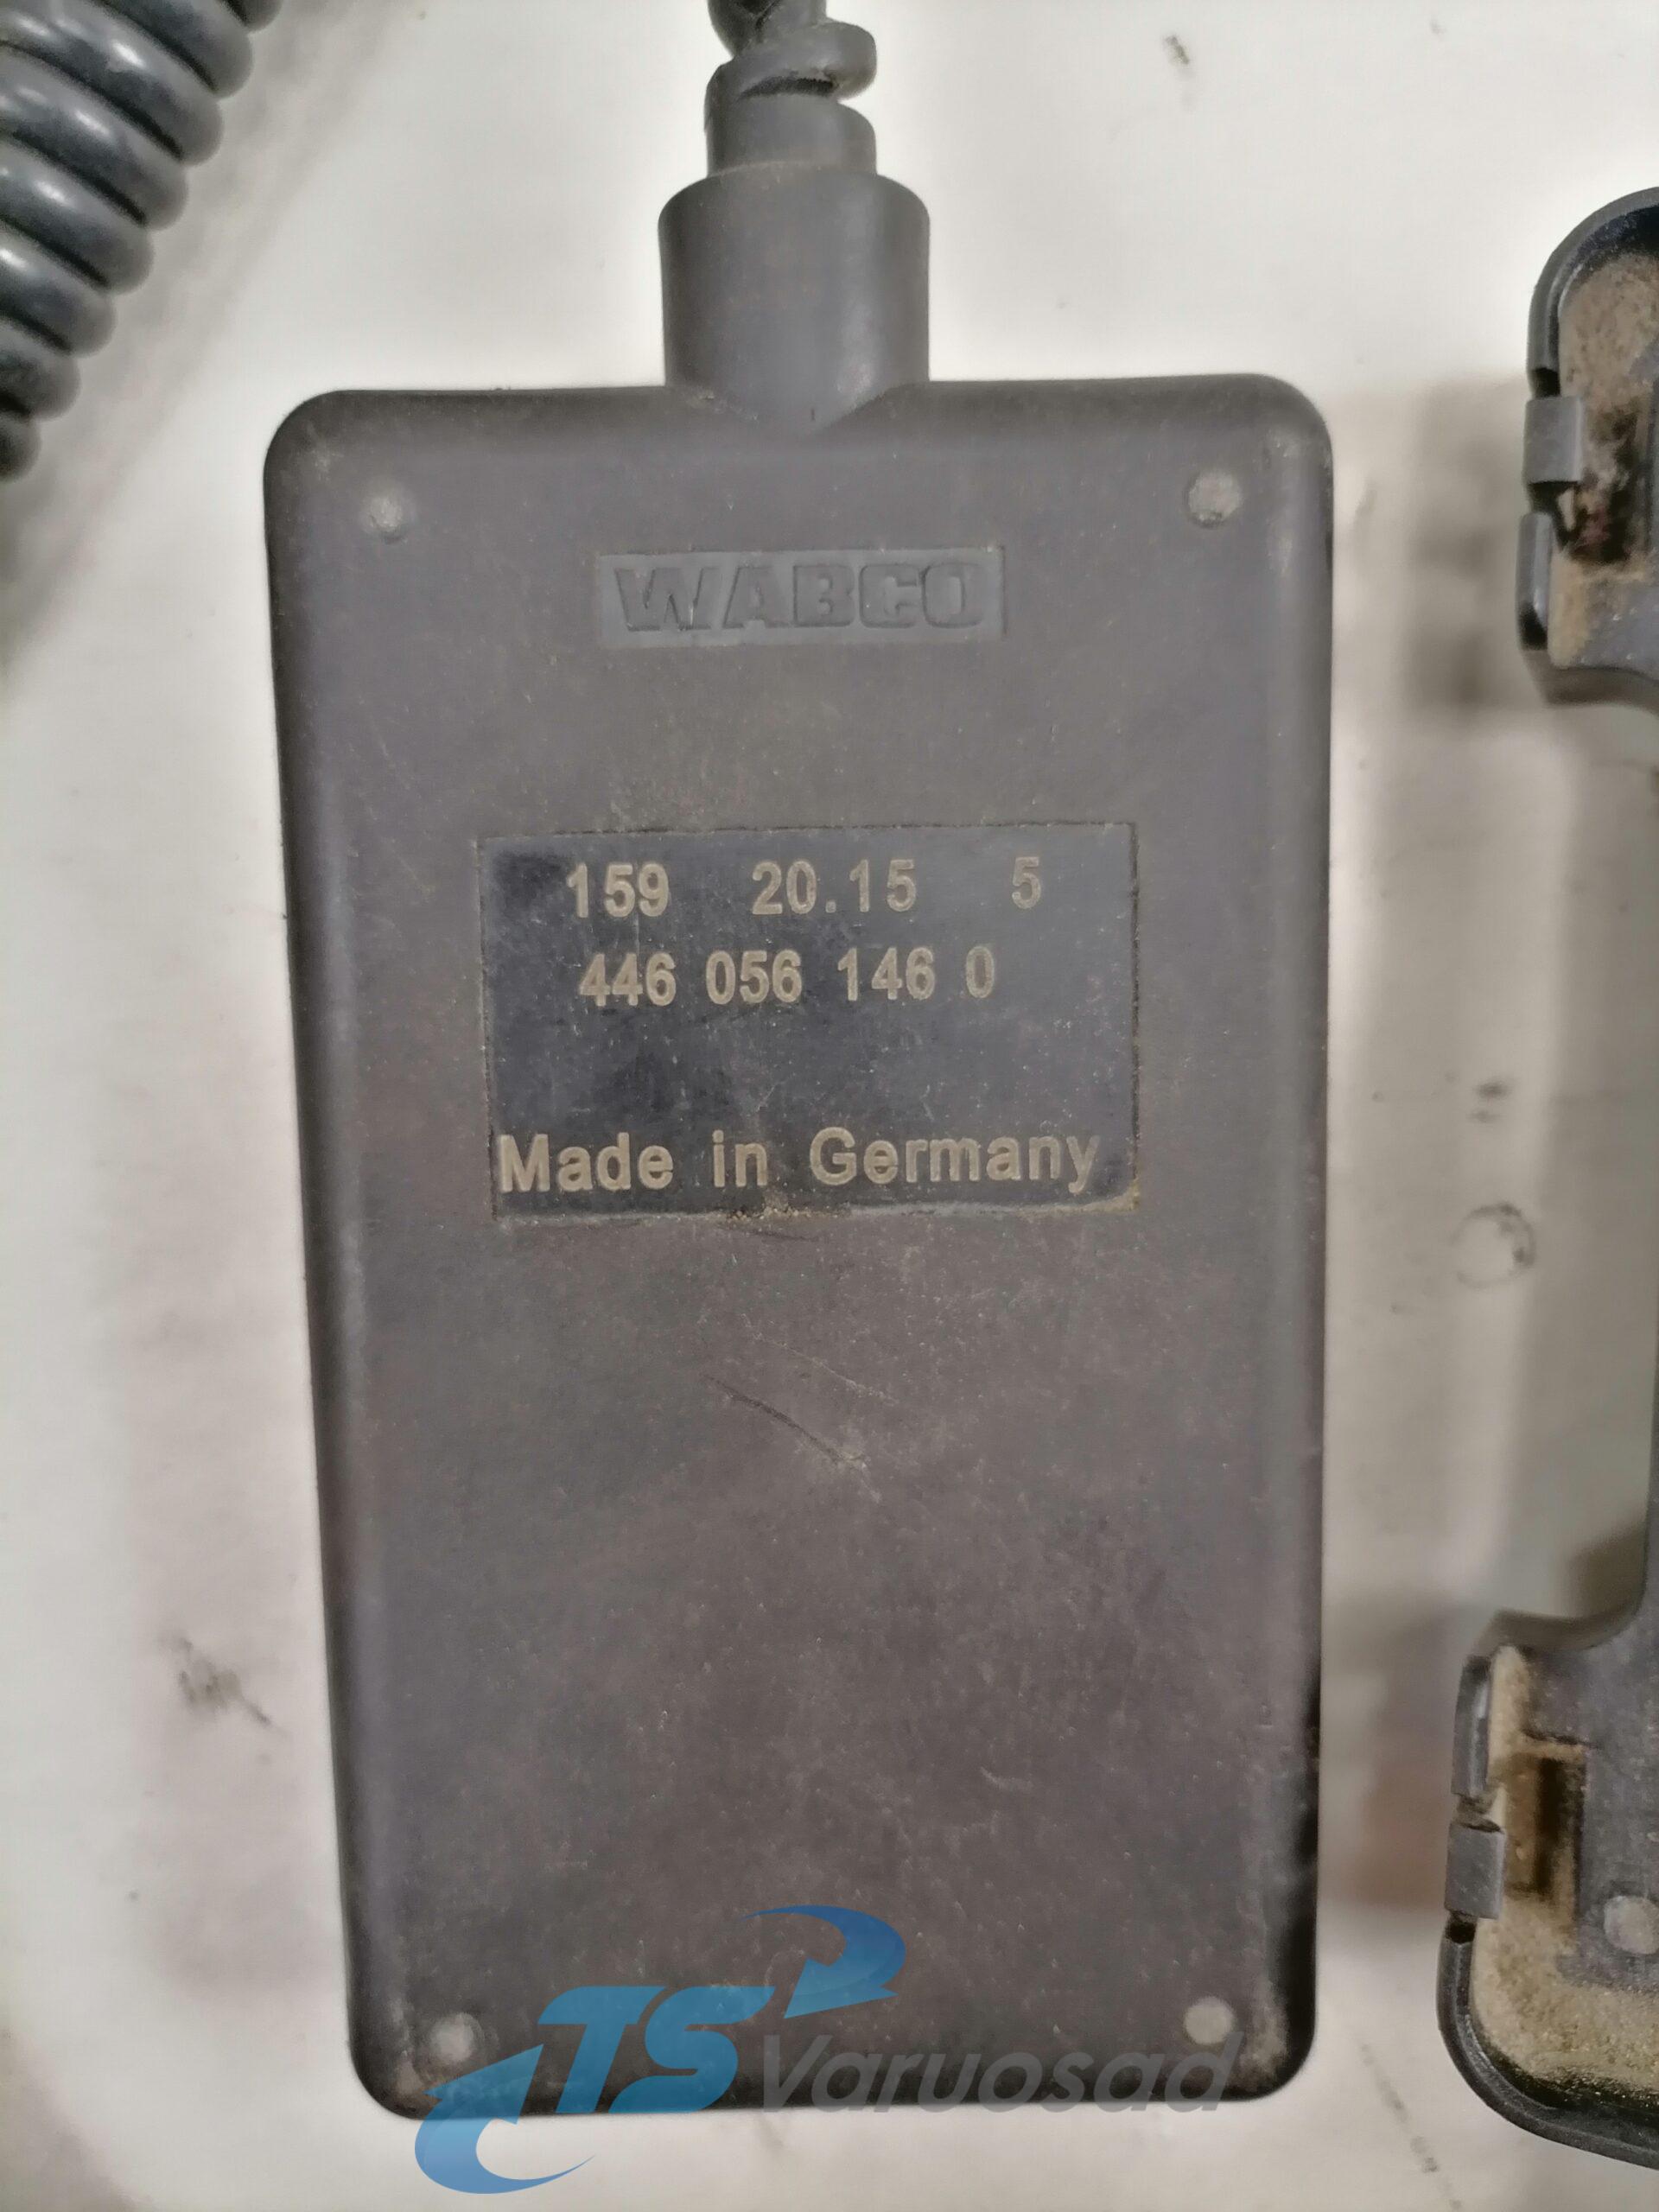 WABCO
159 20.15 5
446 056 146 0
Made in Germany
TS Varuosad